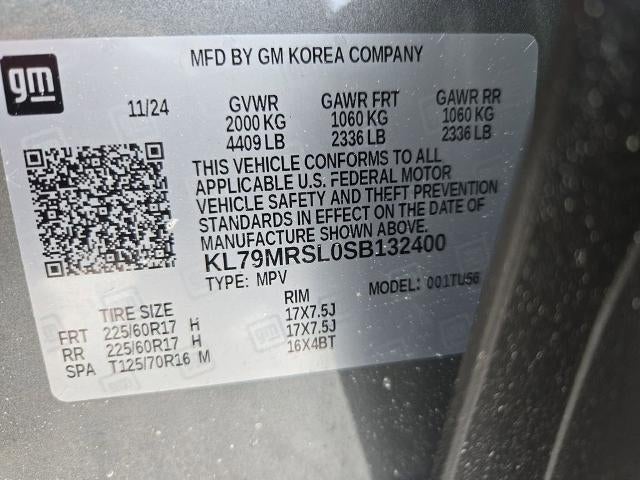 gm
MFD BY GM KOREA COMPANY
11/24 GVWR GAWR FRT GAWR RR
2000 KG 1060 KG 1060 KG
4409 LB 2336 LB 2336 LB
THIS VEHICLE CONFORMS TO ALL
APPLICABLE U.S. FEDERAL MOTOR
VEHICLE SAFETY AND THEFT PREVENTION
STANDARDS IN EFFECT ON THE DATE OF
MANUFACTURE SHOWN ABOVE.
KL79MRSL0SB132400
TYPE: MPV MODEL: 001TU56
TIRE SIZE RIM
FRT 225/60R17 H 17X7.5J
RR 225/60R17 H 17X7.5J
SPA T125/70R16 M 16X4BT